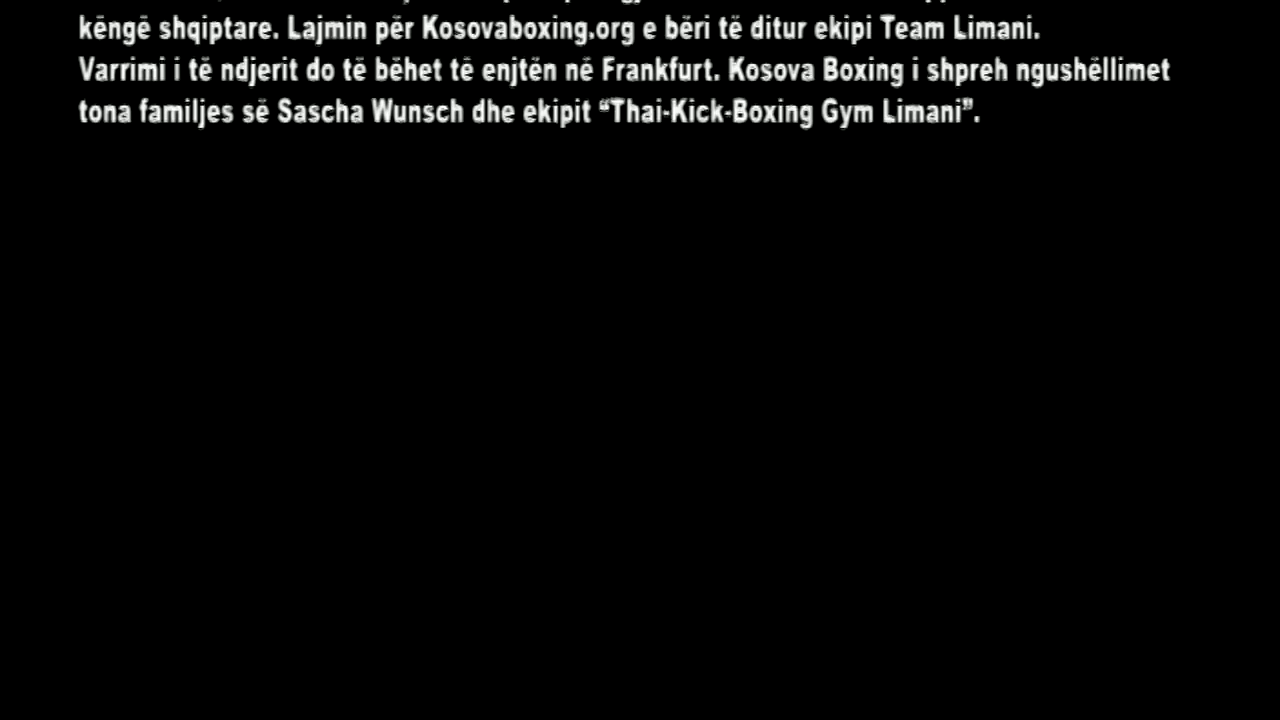 këngë shqiptare. Lajmin për Kosovaboxing.org e bëri të ditur ekipi Team Limani.
Varrimi i të ndjerit do të bëhet të enjtën në Frankfurt. Kosova Boxing i shpreh ngushëllimet
tona familjes së Sascha Wunsch dhe ekipit “Thai-Kick-Boxing Gym Limani”.